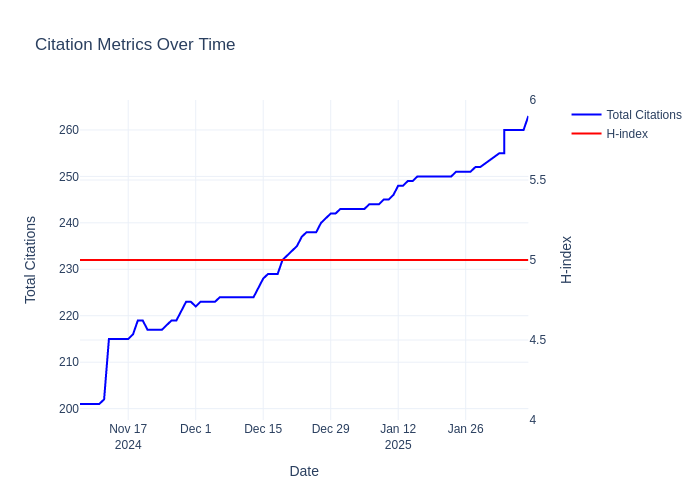 Citation Metrics Over Time
Total Citations
H-index
260
250
240
230
220
210
200
6
5.5
5
4.5
4
Total Citations
H-index
Nov 17
2024
Dec 1
Dec 15
Dec 29
Jan 12
2025
Jan 26
Date